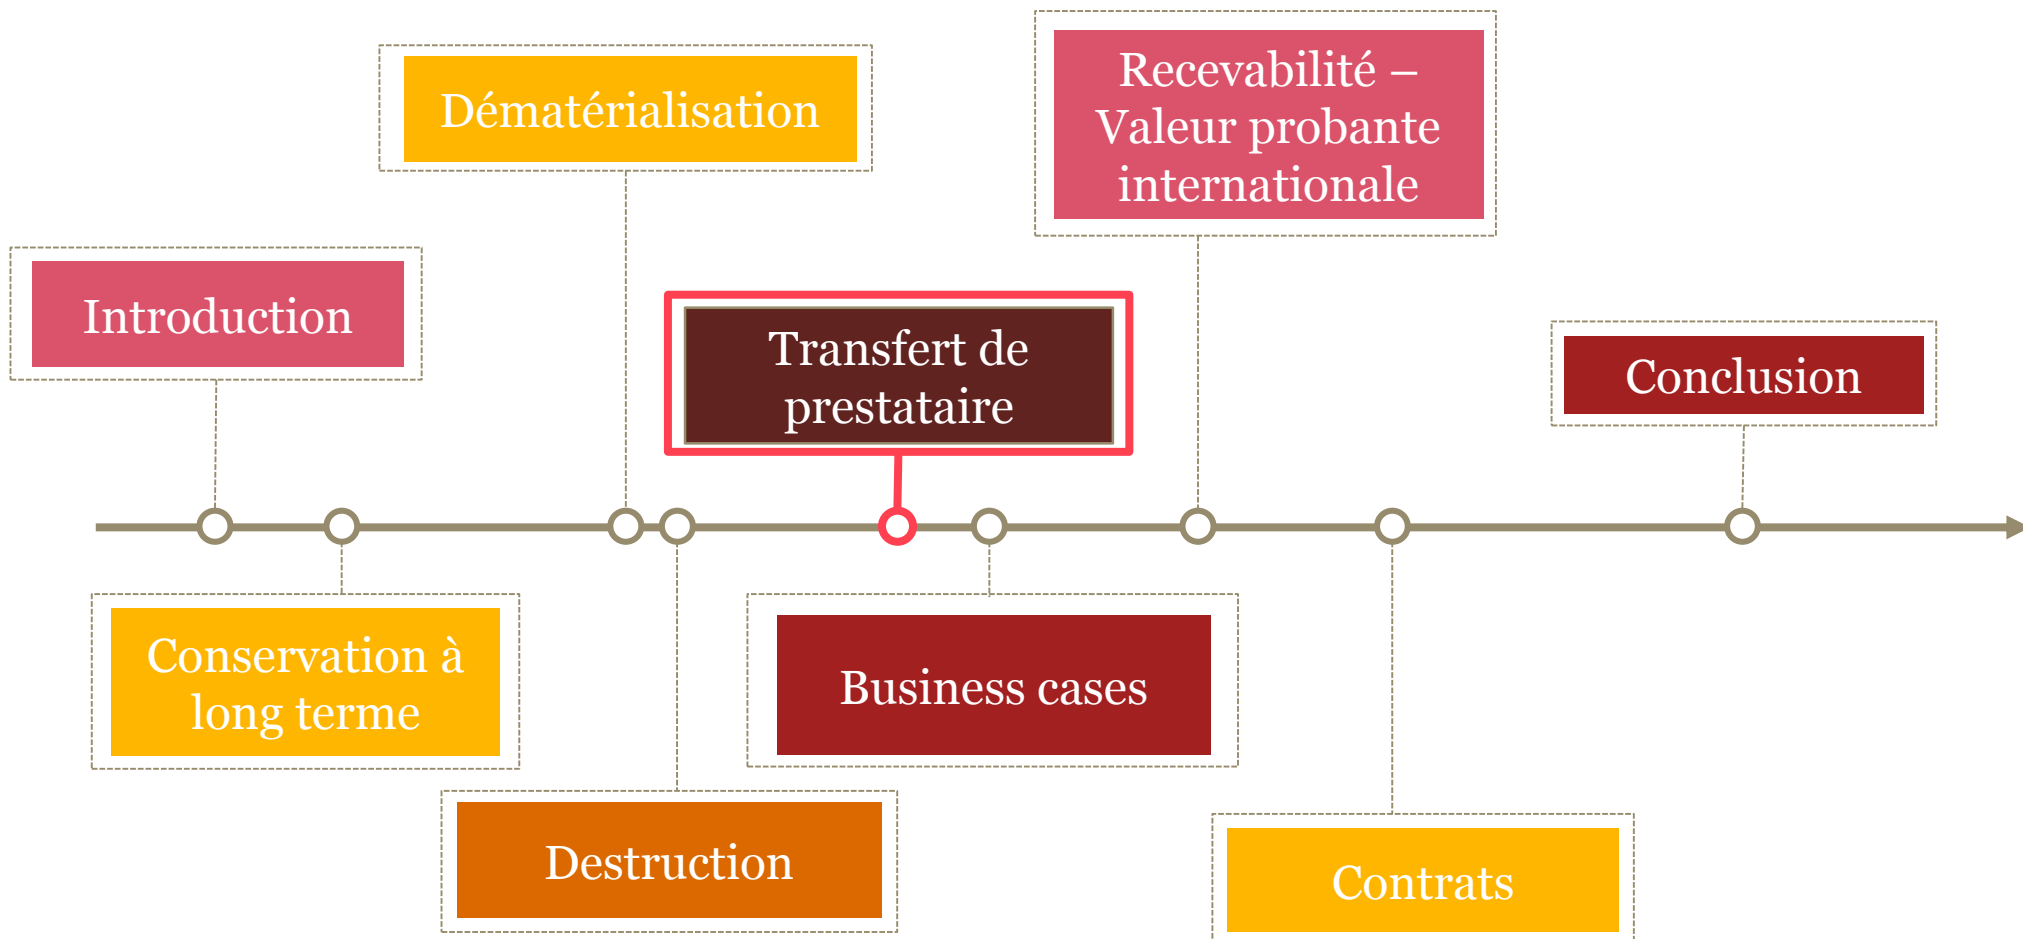 Introduction
Conservation à
long terme
Dématérialisation
Destruction
Transfert de
prestataire
Business cases
Recevabilité –
Valeur probante
internationale
Contrats
Conclusion